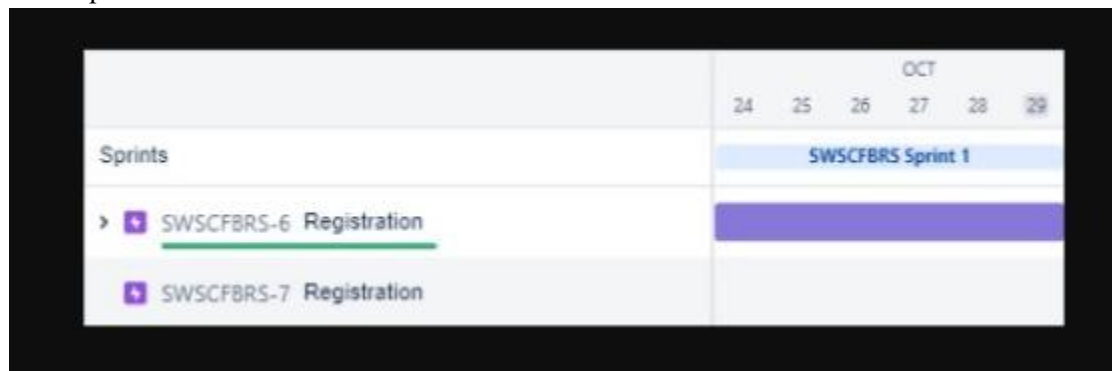 OCT
24 25 26 27 28 29
Sprints SWSCFBRS Sprint 1
SWSCFBRS-6 Registration
SWSCFBRS-7 Registration